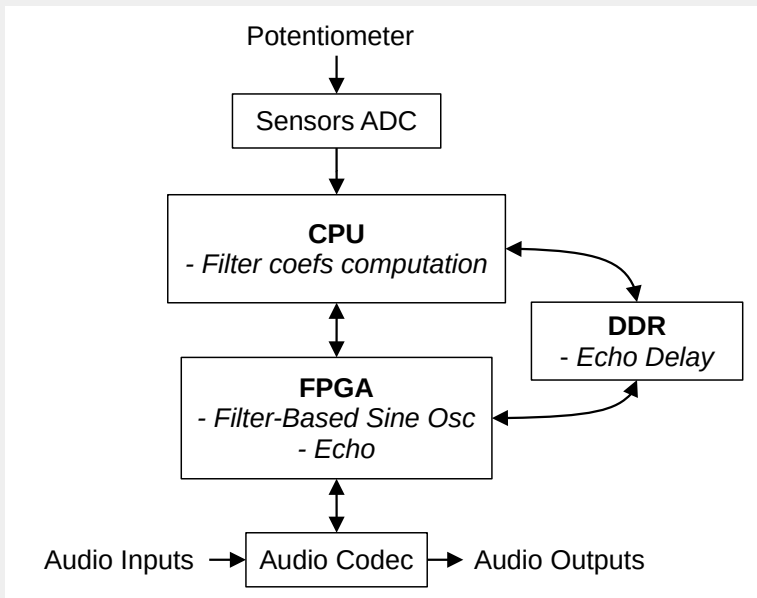 Potentiometer
Sensors ADC
CPU
- Filter coefs computation
DDR
- Echo Delay
FPGA
- Filter-Based Sine Osc
- Echo
Audio Inputs
Audio Codec
Audio Outputs